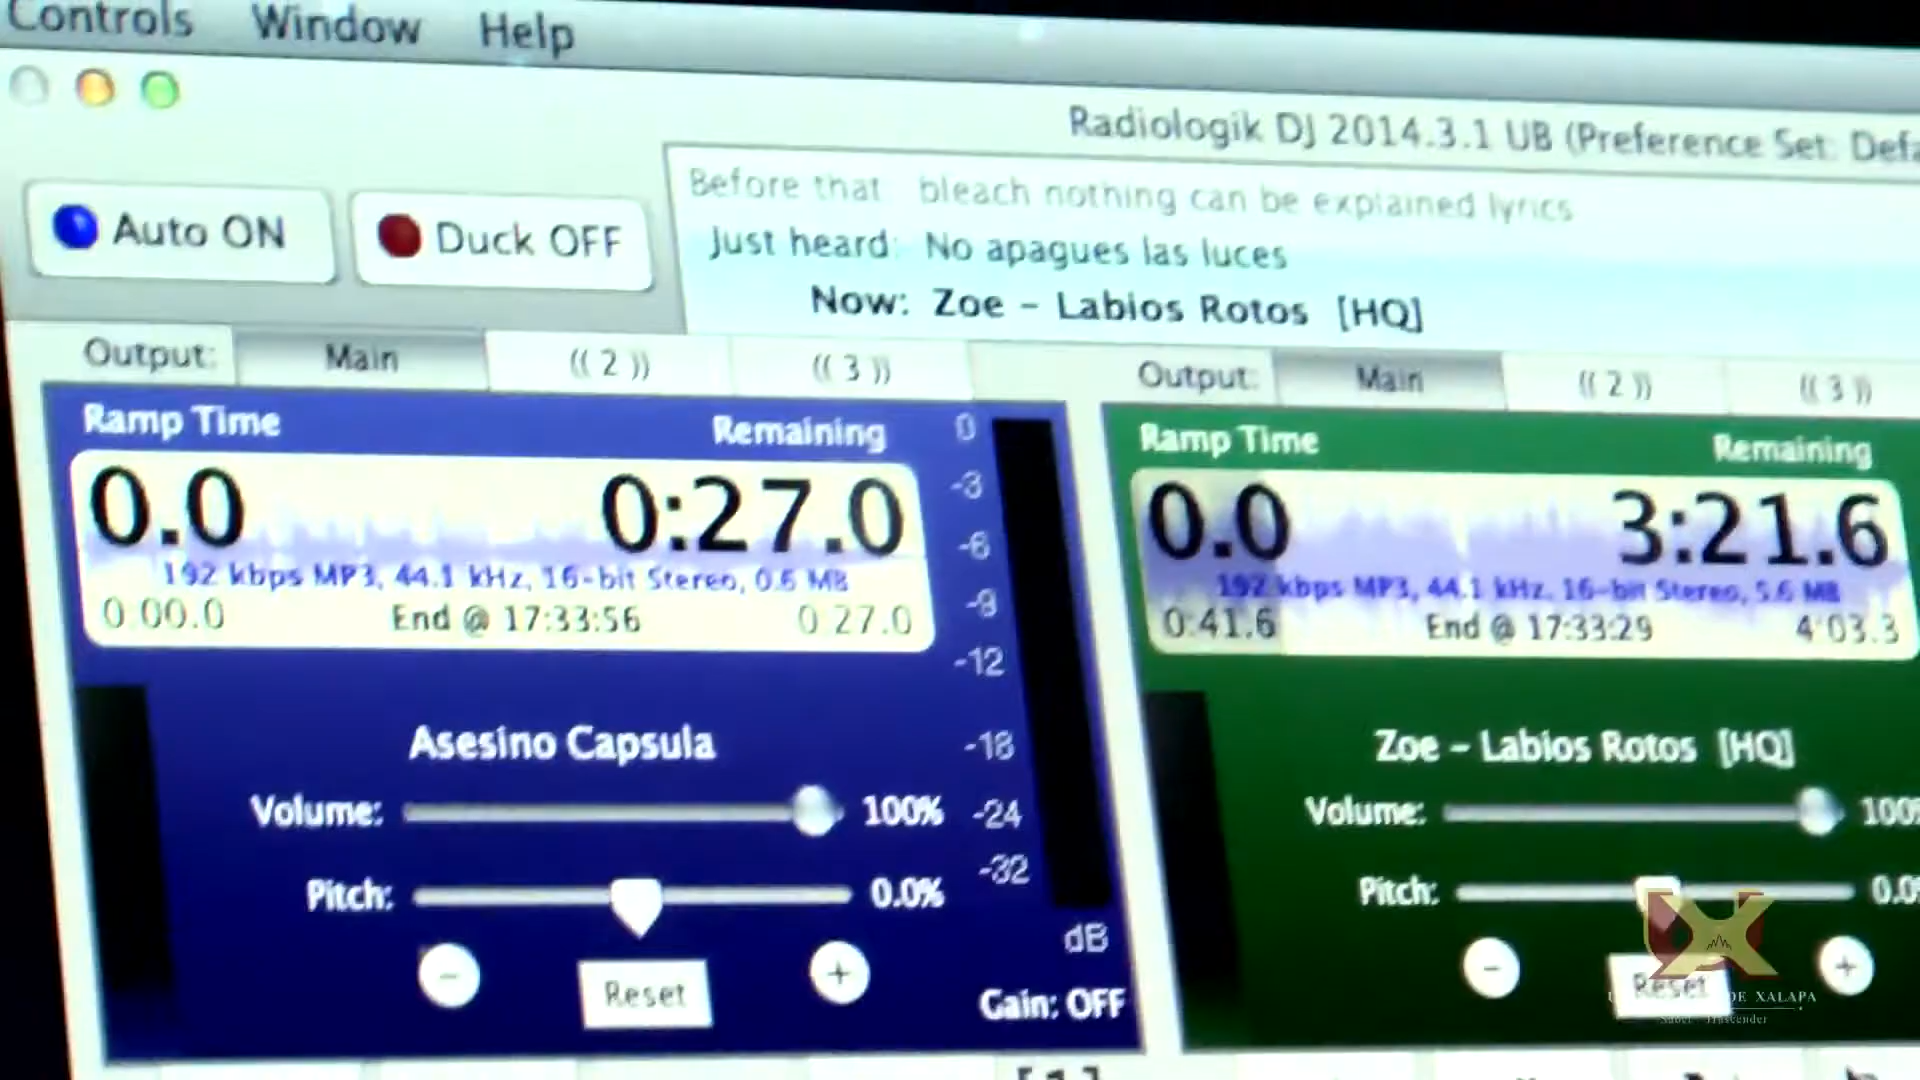 Controls Window Help
Radiologik DJ 2014.3.1 UB (Preference Set: Defa
Auto ON Duck OFF
Before that: bleach nothing can be explained lyrics
Just heard: No apagues las luces
Now: Zoe – Labios Rotos [HQ]
Output: Main (( 2 )) (( 3 ))
Ramp Time Remaining
0.0 0:27.0
192 kbps MP3, 44.1 kHz, 16-bit Stereo, 0.6 MB
0:00.0 End @ 17:33:56 0:27.0
Asesino Capsula
Volume: 100%
Pitch: 0.0%
- Reset +
0
-3
-6
-9
-12
-18
-24
-32
dB
Gain: OFF
Output: Main (( 2 )) (( 3 ))
Ramp Time Remaining
0.0 3:21.6
192 kbps MP3, 44.1 kHz, 16-bit Stereo, 5.6 MB
0:41.6 End @ 17:33:29 4:03.3
Zoe – Labios Rotos [HQ]
Volume: 100%
Pitch: 0.0
- Reset +
DE XALAPA